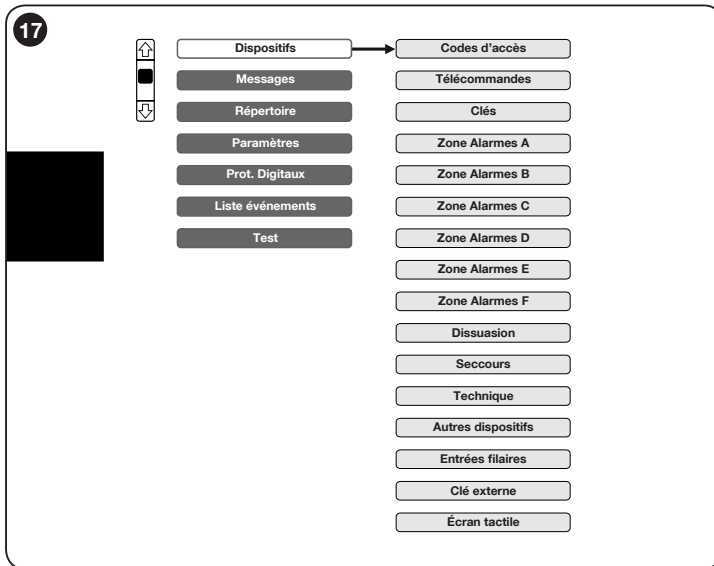 17
Dispositifs
Messages
Répertoire
Paramètres
Prot. Digitaux
Liste événements
Test
Codes d'accès
Télécommandes
Clés
Zone Alarmes A
Zone Alarmes B
Zone Alarmes C
Zone Alarmes D
Zone Alarmes E
Zone Alarmes F
Dissuasion
Seccours
Technique
Autres dispositifs
Entrées filaires
Clé externe
Écran tactile